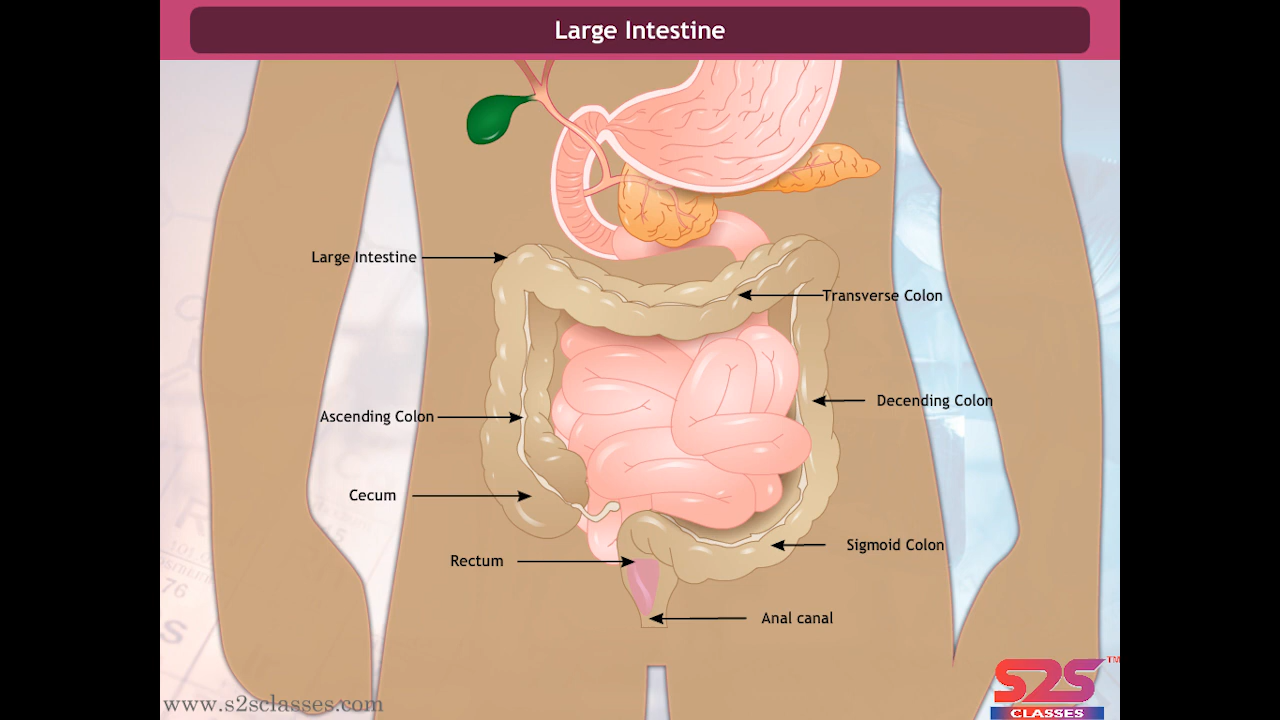 Large Intestine
Large Intestine
Transverse Colon
Decending Colon
Ascending Colon
Cecum
Sigmoid Colon
Rectum
Anal canal
www.s2sclasses.com
S2S TM
CLASSES